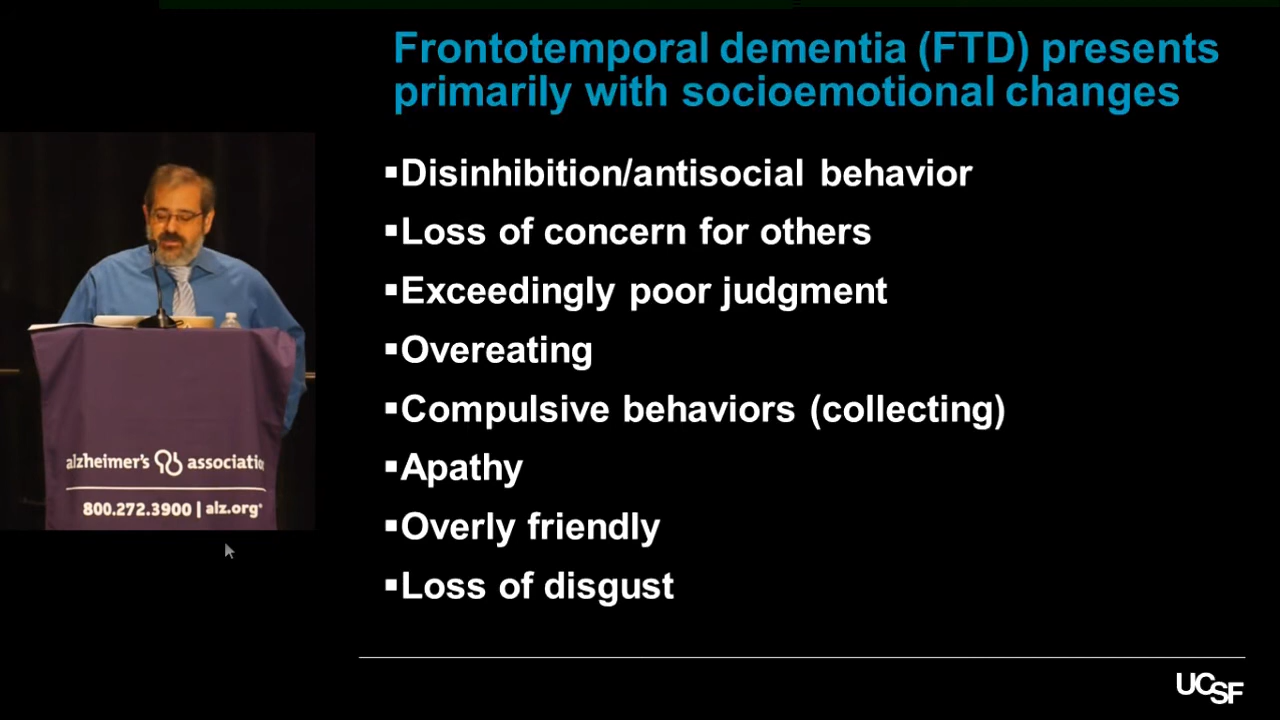 Frontotemporal dementia (FTD) presents
primarily with socioemotional changes
▪Disinhibition/antisocial behavior
▪Loss of concern for others
▪Exceedingly poor judgment
▪Overeating
▪Compulsive behaviors (collecting)
▪Apathy
▪Overly friendly
▪Loss of disgust
alzheimer's associatio
800.272.3900 | alz.org®
UCSF